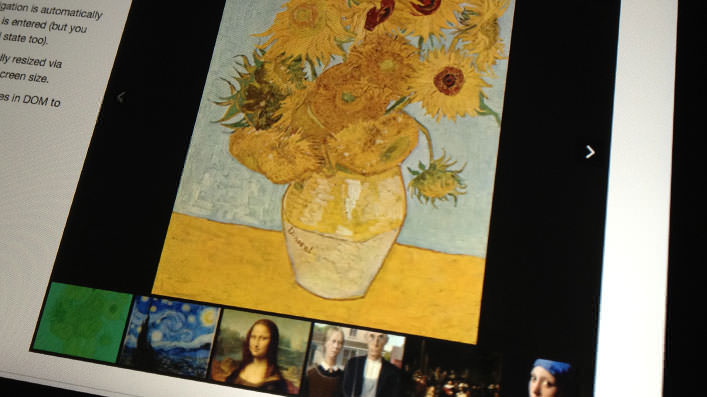 gation is automatically
is entered (but you
state too).
lly resized via
creen size.
es in DOM to
Vincent